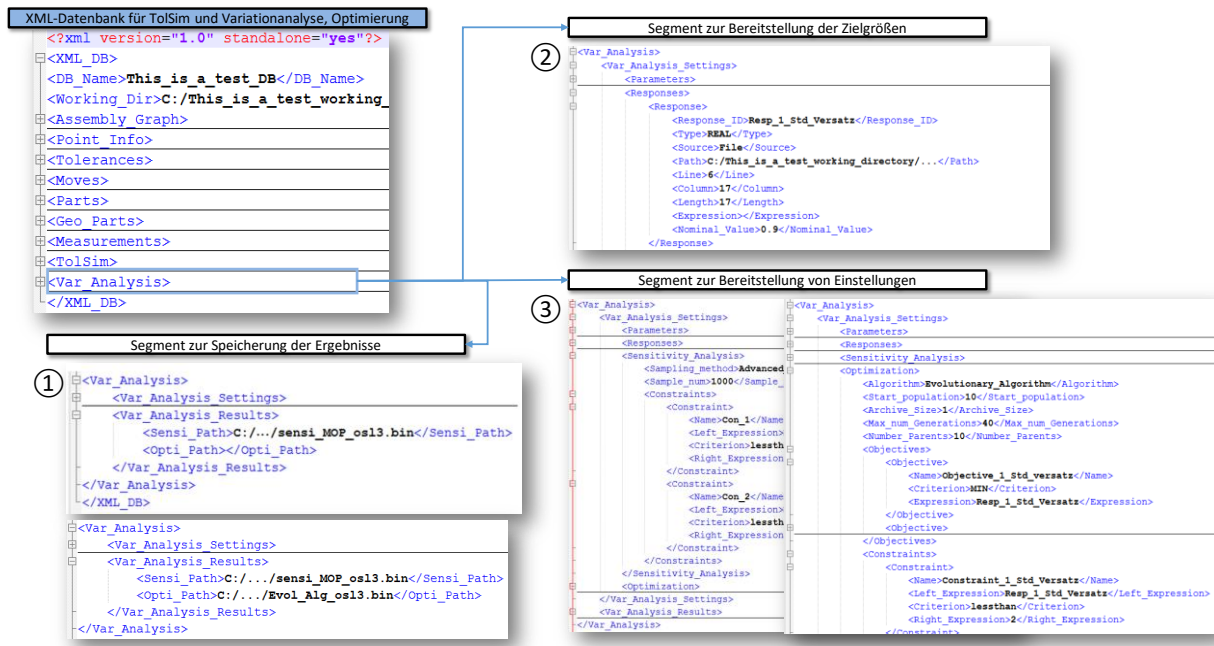 XML-Datenbank für TolSim und Variationanalyse, Optimierung
<?xml version="1.0" standalone="yes"?>
<XML_DB>
<DB_Name>This_is_a_test_DB</DB_Name>
<Working_Dir>C:/This_is_a_test_working_
<Assembly_Graph>
<Point_Info>
<Tolerances>
<Moves>
<Parts>
<Geo_Parts>
<Measurements>
<TolSim>
<Var_Analysis>
</XML_DB>
Segment zur Speicherung der Ergebnisse
①
<Var_Analysis>
<Var_Analysis_Settings>
<Var_Analysis_Results>
<Sensi_Path>C:/.../sensi_MOP_osl3.bin</Sensi_Path>
<Opti_Path></Opti_Path>
</Var_Analysis_Results>
</Var_Analysis>
</XML_DB>
<Var_Analysis>
<Var_Analysis_Settings>
<Var_Analysis_Results>
<Sensi_Path>C:/.../sensi_MOP_osl3.bin</Sensi_Path>
<Opti_Path>C:/.../Evol_Alg_osl3.bin</Opti_Path>
</Var_Analysis_Results>
</Var_Analysis>
Segment zur Bereitstellung der Zielgrößen
②
<Var_Analysis>
<Var_Analysis_Settings>
<Parameters>
<Responses>
<Response>
<Response_ID>Resp_1_Std_Versatz</Response_ID>
<Type>REAL</Type>
<Source>File</Source>
<Path>C:/This_is_a_test_working_directory/...</Path>
<Line>6</Line>
<Column>17</Column>
<Length>17</Length>
<Expression></Expression>
<Nominal_Value>0.9</Nominal_Value>
</Response>
Segment zur Bereitstellung von Einstellungen
③
<Var_Analysis>
<Var_Analysis_Settings>
<Parameters>
<Responses>
<Sensitivity_Analysis>
<Sampling_method>Advanced
<Sample_num>1000</Sample_
<Constraints>
<Constraint>
<Name>Con_1</Name
<Left_Expression>
<Criterion>lessth
<Right_Expression
</Constraint>
<Constraint>
<Name>Con_2</Name
<Left_Expression>
<Criterion>lessth
<Right_Expression
</Constraint>
</Constraints>
</Sensitivity_Analysis>
<Optimization>
</Var_Analysis_Settings>
<Var_Analysis_Results>
</Var_Analysis>
<Var_Analysis>
<Var_Analysis_Settings>
<Parameters>
<Responses>
<Sensitivity_Analysis>
<Optimization>
<Algorithm>Evolutionary_Algorithm</Algorithm>
<Start_population>10</Start_population>
<Archive_Size>1</Archive_Size>
<Max_num_Generations>40</Max_num_Generations>
<Number_Parents>10</Number_Parents>
<Objectives>
<Objective>
<Name>Objective_1_Std_versatz</Name>
<Criterion>MIN</Criterion>
<Expression>Resp_1_Std_Versatz</Expression>
</Objective>
<Objective>
</Objectives>
<Constraints>
<Constraint>
<Name>Constraint_1_Std_Versatz</Name>
<Left_Expression>Resp_1_Std_Versatz</Left_Expression>
<Criterion>lessthan</Criterion>
<Right_Expression>2</Right_Expression>
</Constraint>